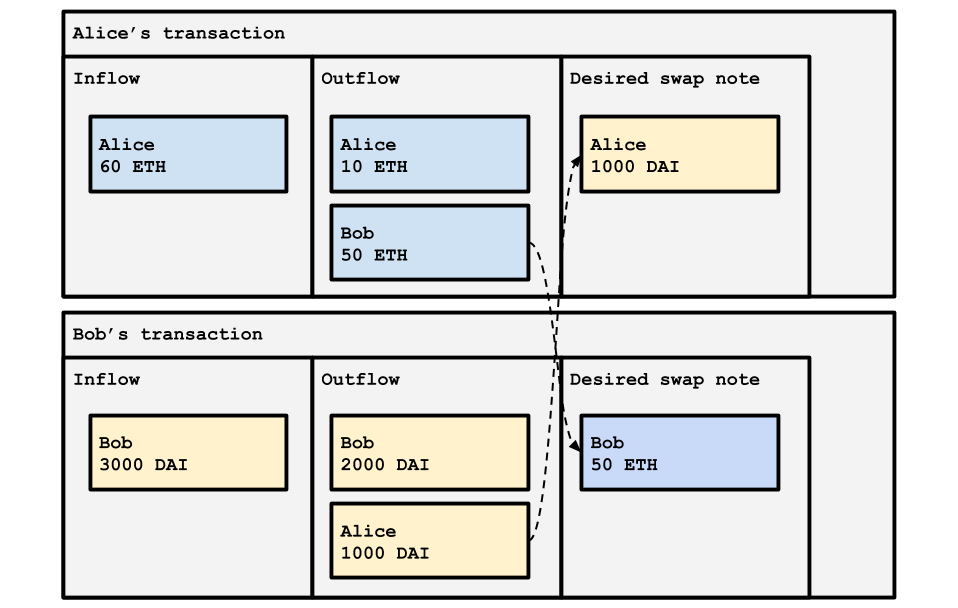 Alice’s transaction
Inflow
Outflow
Desired swap note
Alice
60 ETH
Alice
10 ETH
Alice
1000 DAI
Bob
50 ETH
Bob’s transaction
Inflow
Outflow
Desired swap note
Bob
3000 DAI
Bob
2000 DAI
Bob
50 ETH
Alice
1000 DAI